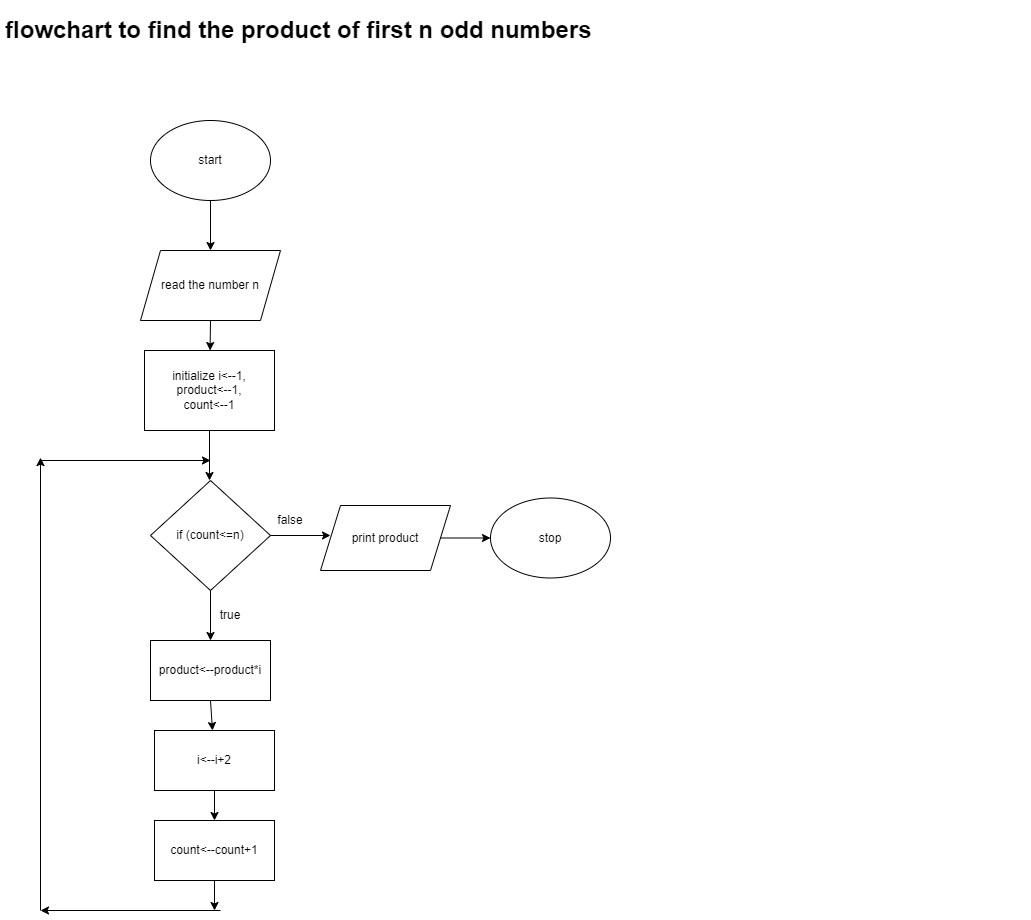 flowchart to find the product of first n odd numbers
start
read the number n
initialize i<--1,
product<--1,
count<--1
if (count<=n)
false
print product
stop
true
product<--product*i
i<--i+2
count<--count+1